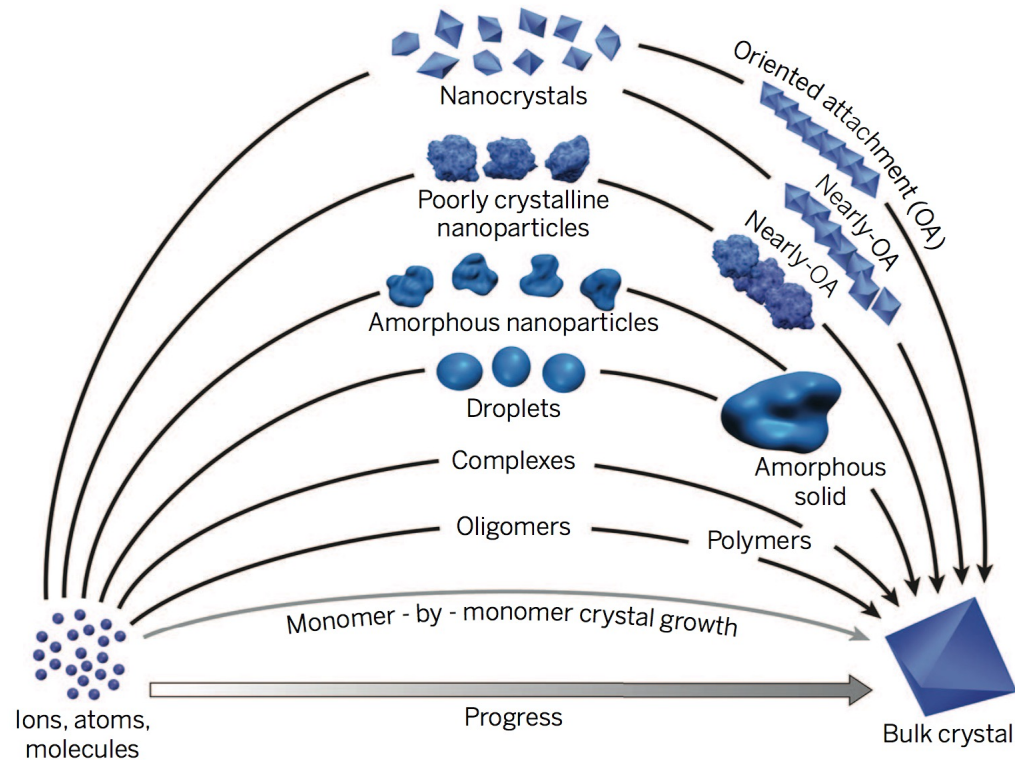 Nanocrystals
Oriented attachment (OA)
Poorly crystalline
nanoparticles
Nearly-OA
Nearly-OA
Amorphous nanoparticles
Droplets
Amorphous
solid
Complexes
Oligomers
Polymers
Monomer - by - monomer crystal growth
Ions, atoms,
molecules
Progress
Bulk crystal